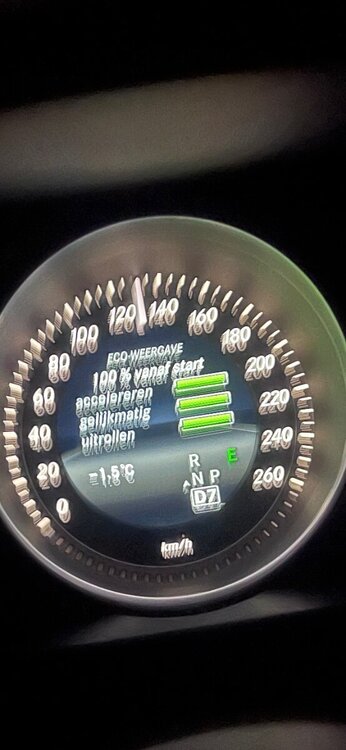 120 140
100 160
80 180
60 200
40 220
20 240
0 260
ECO-WEERGAVE
100 % vanaf start
accelereren
gelijkmatig
uitrollen
-1,5°C
R
E
N P
D7
km/h